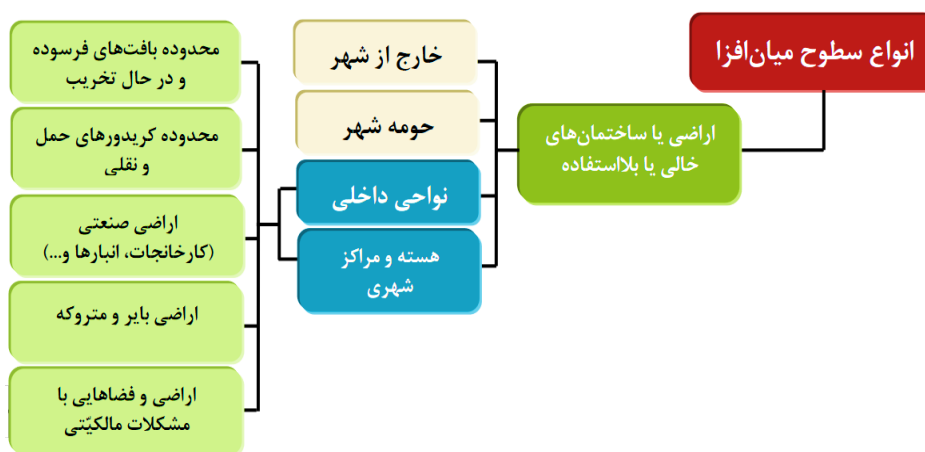 انواع سطوح میان‌افزا
اراضی یا ساختمان‌های
خالی یا بلااستفاده
خارج از شهر
حومه شهر
نواحی داخلی
هسته و مراکز
شهری
محدوده بافت‌های فرسوده
و در حال تخریب
محدوده کریدورهای حمل
و نقلی
اراضی صنعتی
(کارخانجات، انبارها و...)
اراضی بایر و متروکه
اراضی و فضاهایی با
مشکلات مالکیّتی